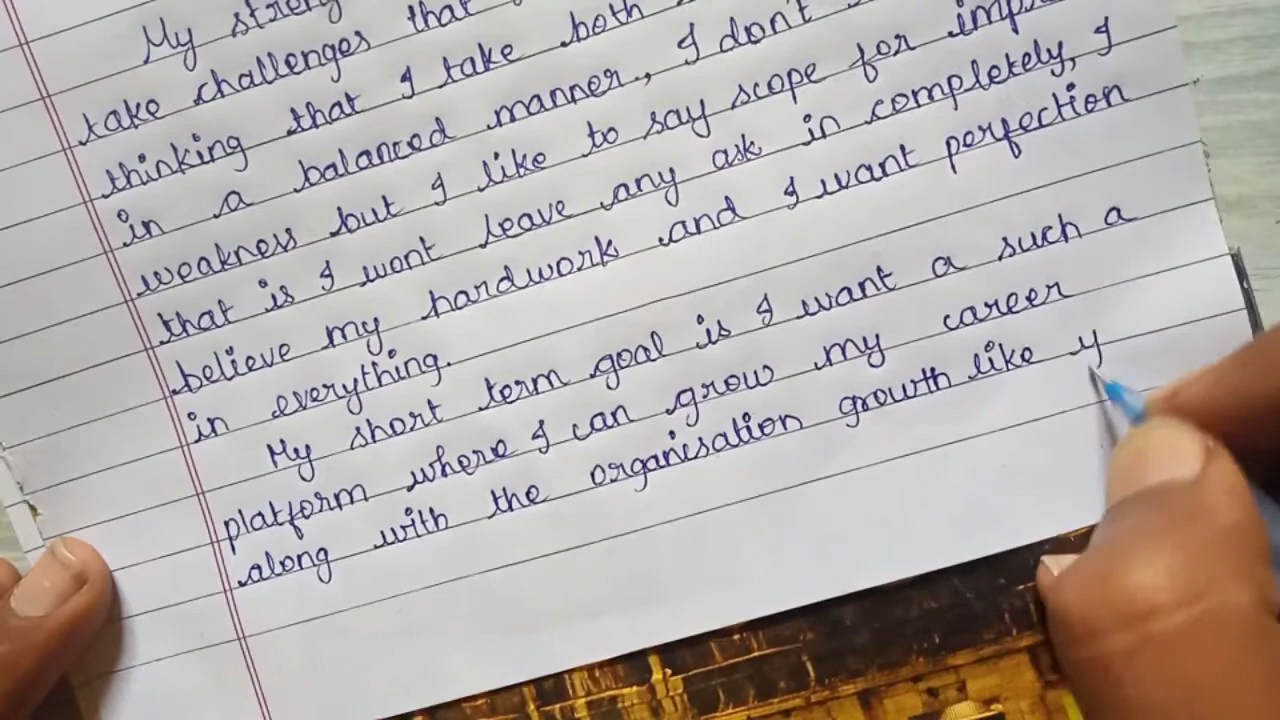 My streng
take challenges that
thinking that I take both
in a balanced manner, I don't
weakness but I like to say scope for impr
that is I wont leave any ask in completely, I
believe my hardwork and I want perfection
in everything.
My short term goal is I want a such a
platform where I can grow my career
along with the organisation growth like y